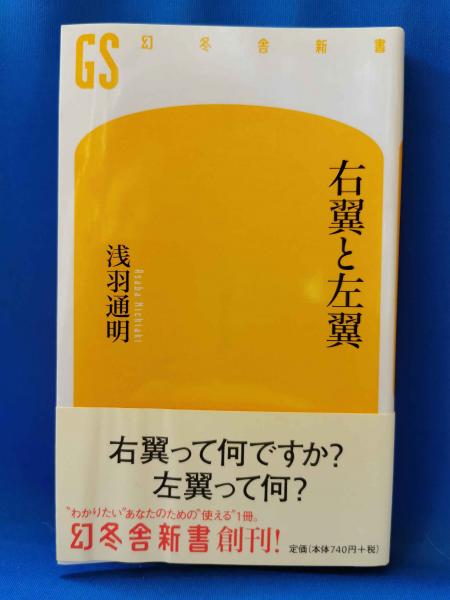 GS 幻冬舎新書
右翼と左翼
浅羽通明
Asaba Michiaki
右翼って何ですか?
左翼って何?
"わかりたい"あなたのための"使える"1冊。
幻冬舎新書創刊!
定価(本体740円+税)